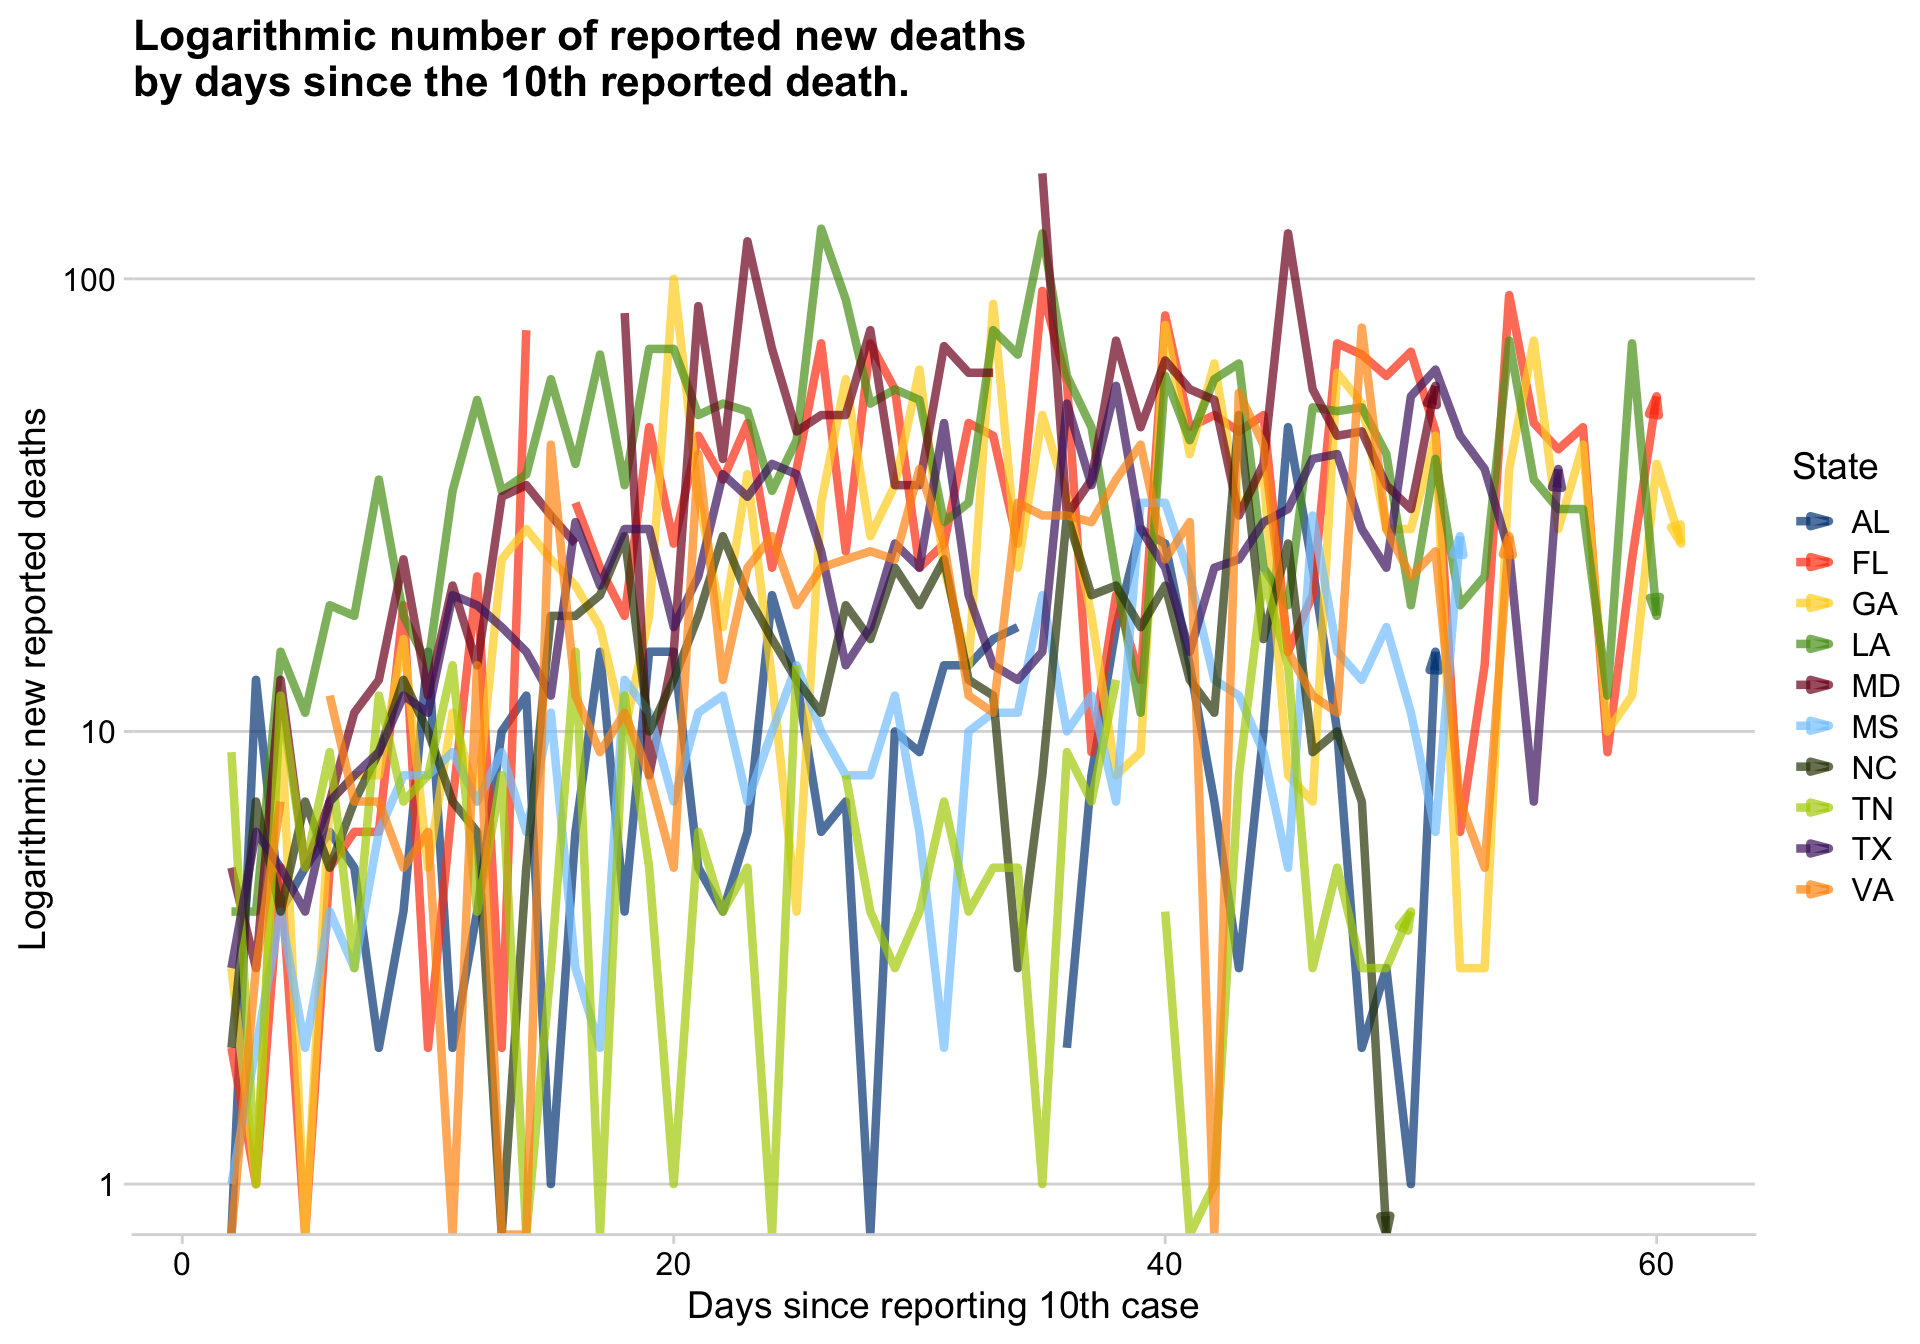 Logarithmic number of reported new deaths
by days since the 10th reported death.
Logarithmic new reported deaths
100
10
1
0
20
40
60
Days since reporting 10th case
State
AL
FL
GA
LA
MD
MS
NC
TN
TX
VA